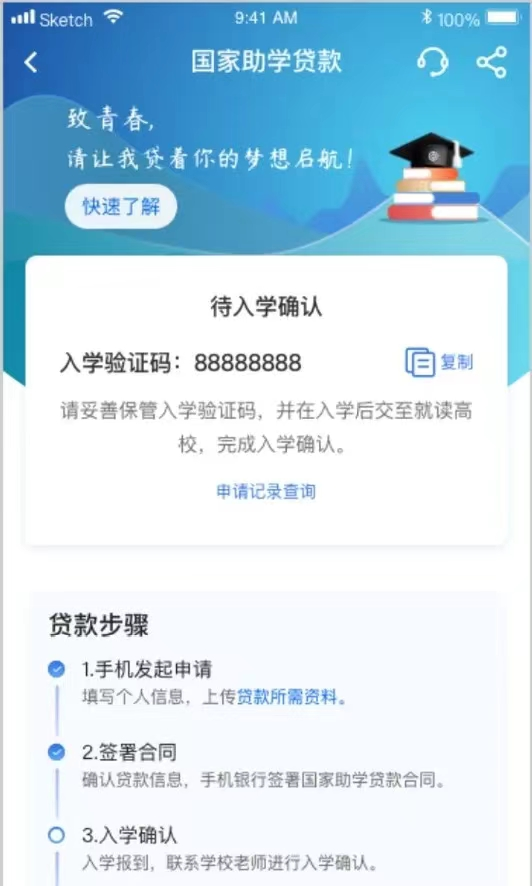 Sketch 9:41 AM 100%
国家助学贷款
致青春,
请让我贷着你的梦想启航!
快速了解
待入学确认
入学验证码：88888888 复制
请妥善保管入学验证码，并在入学后交至就读高
校，完成入学确认。
申请记录查询
贷款步骤
1.手机发起申请
填写个人信息，上传贷款所需资料。
2.签署合同
确认贷款信息，手机银行签署国家助学贷款合同。
3.入学确认
入学报到，联系学校老师进行入学确认。